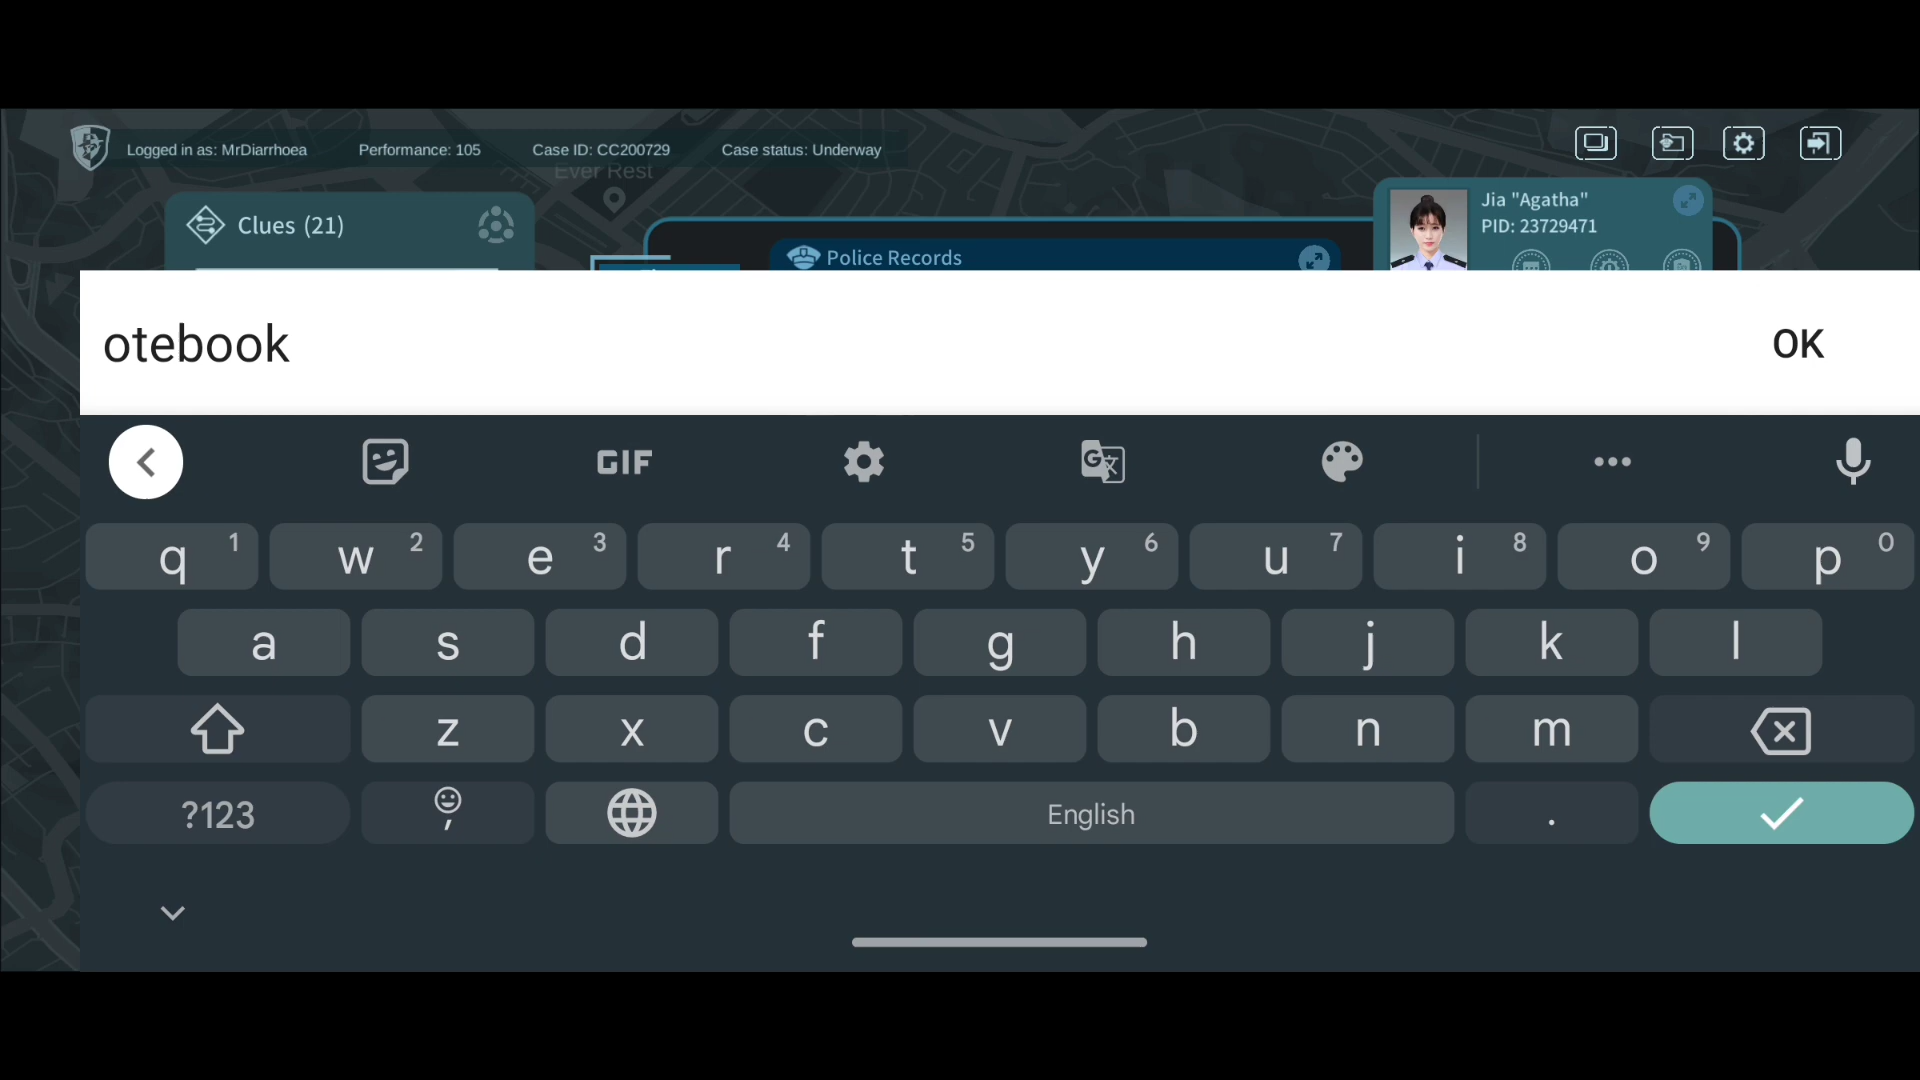 Logged in as: MrDiarrhoea Performance: 105 Case ID: CC200729 Case status: Underway
Ever Rest
Clues (21)
Police Records
Jia "Agatha"
PID: 23729471
otebook OK
GIF
q 1 w 2 e 3 r 4 t 5 y 6 u 7 i 8 o 9 p 0
a s d f g h j k l
z x c v b n m
?123 , English .